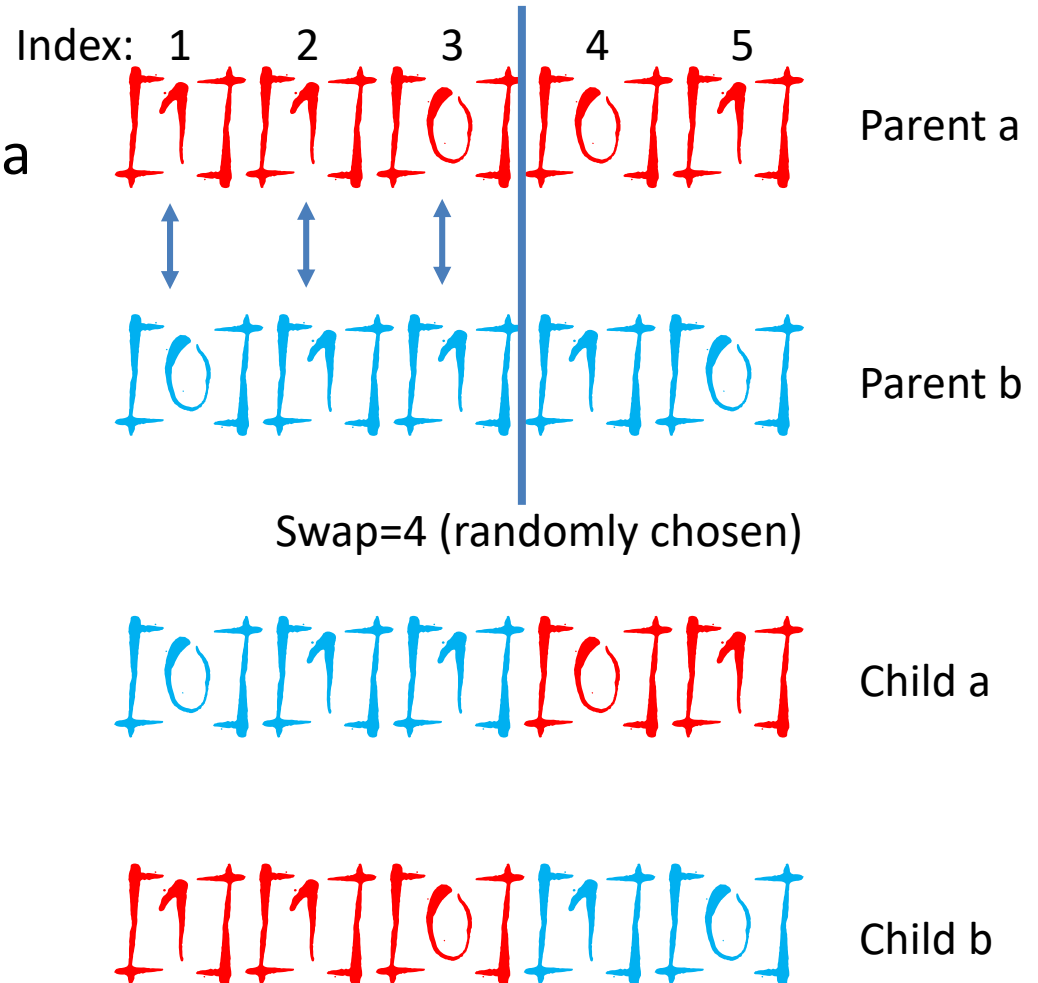 Index: 1 2 3 4 5
a
[1][1][0][0][1] Parent a
[0][1][1][1][0] Parent b
Swap=4 (randomly chosen)
[0][1][1][0][1] Child a
[1][1][0][1][0] Child b